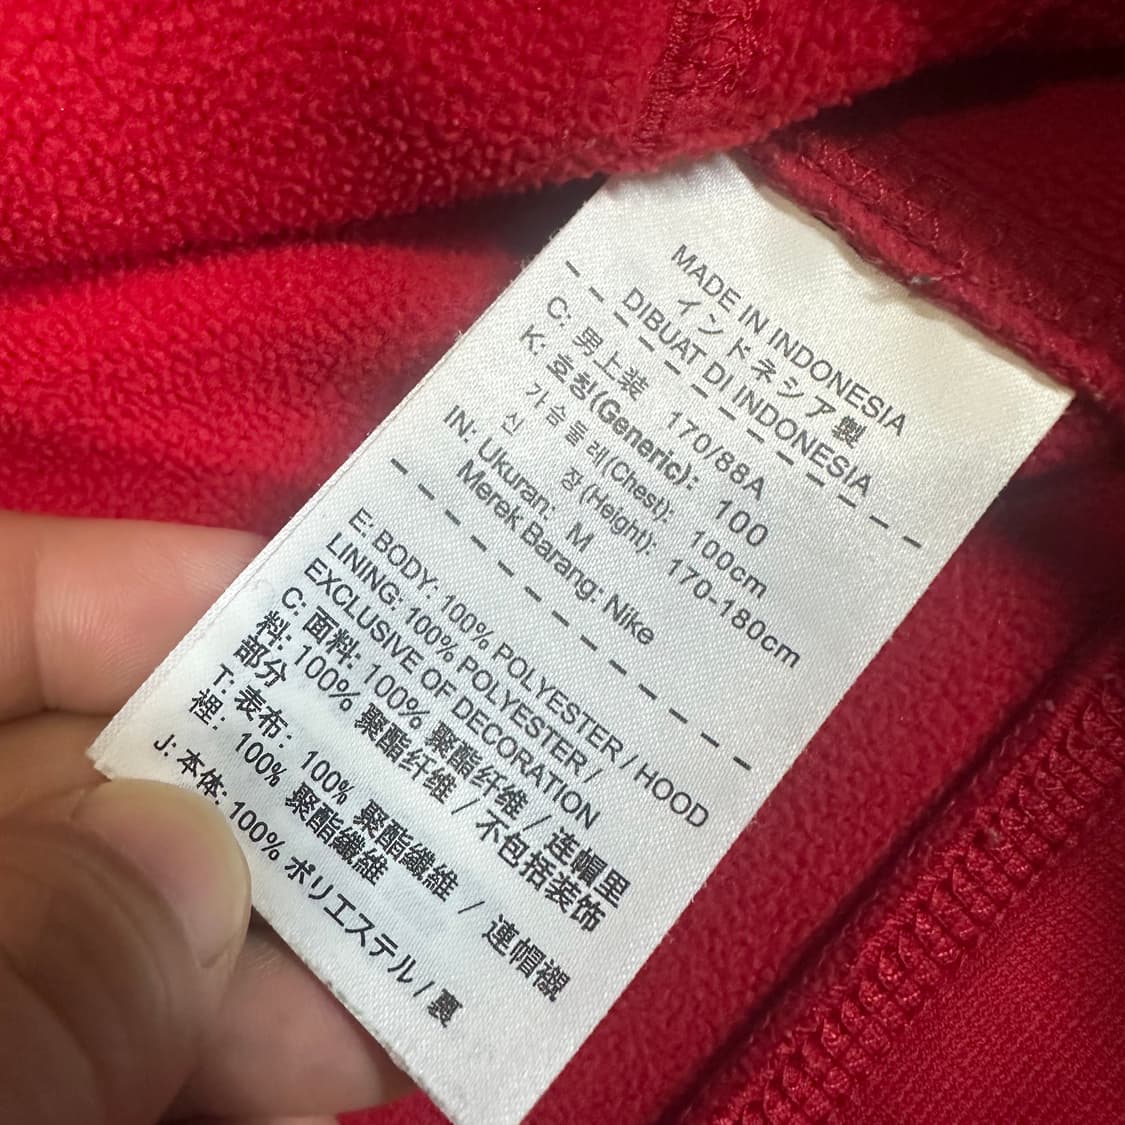 MADE IN INDONESIA
インドネシア製
DIBUAT DI INDONESIA
C: 男上装 170/88A
K: 호칭(Generic): 100
가슴둘레(Chest): 100cm
신 장(Height): 170-180cm
IN: Ukuran: M
Merek Barang: Nike
E: BODY: 100% POLYESTER / HOOD
LINING: 100% POLYESTER /
EXCLUSIVE OF DECORATION
C: 面料: 100% 聚酯纤维 / 连帽里
料: 100% 聚酯纤维 / 不包括装饰
部分
T: 表布: 100% 聚酯纖維 / 連帽襯
裡: 100% 聚酯纖維
J: 本体: 100% ポリエステル / 裏